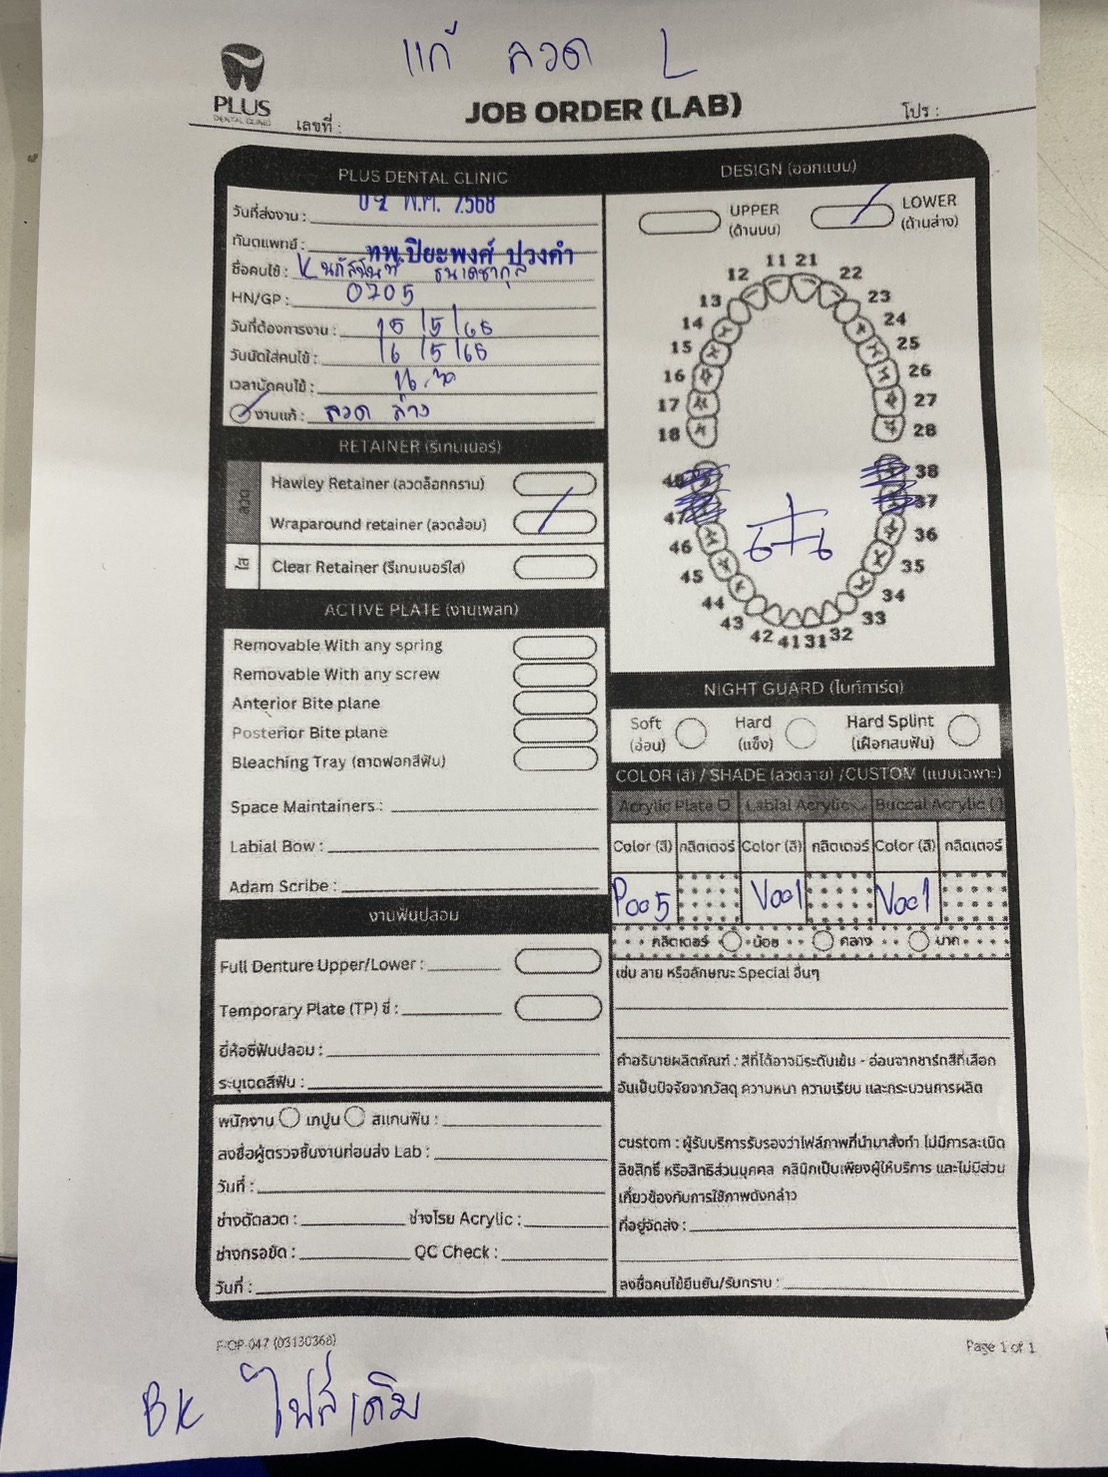 แก้ ลวด L
PLUS
DENTAL CLINIC
JOB ORDER (LAB)
เลขที่ :
โปร :
PLUS DENTAL CLINIC
วันที่ส่งงาน : 02 พ.ค. 2568
ทันตแพทย์ : ทพ.ปิยะพงศ์ ปวงคำ
ชื่อคนไข้ : K นภัสนันท์
HN/GP : 0705
วันที่ต้องการงาน : 15 / 5 / 68
วันนัดใส่คนไข้ : 16 / 5 / 68
เวลานัดคนไข้ : 16.30
งานแก้ : ลวด ล่าง
RETAINER (รีเทนเนอร์)
ลวด
Hawley Retainer (ลวดล็อกกราม)
Wraparound retainer (ลวดล้อม)
ใส
Clear Retainer (รีเทนเนอร์ใส)
ACTIVE PLATE (งานเพลท)
Removable With any spring
Removable With any screw
Anterior Bite plane
Posterior Bite plane
Bleaching Tray (ถาดฟอกสีฟัน)
Space Maintainers :
Labial Bow :
Adam Scribe :
งานฟันปลอม
Full Denture Upper/Lower :
Temporary Plate (TP) ซี่ :
ยี่ห้อซี่ฟันปลอม :
ระบุเฉดสีฟัน :
พนักงาน เทปูน สแกนฟัน :
ลงชื่อผู้ตรวจชิ้นงานก่อนส่ง Lab :
วันที่ :
ช่างดัดลวด : ช่างโรย Acrylic :
ช่างกรอขัด : QC Check :
วันที่ :
DESIGN (ออกแบบ)
UPPER (ด้านบน)
LOWER (ด้านล่าง)
11 21
12 22
13 23
14 24
15 25
16 26
17 27
18 28
48 38
47 37
46 36
45 35
44 34
43 33
42 41 31 32
6 6
NIGHT GUARD (ไนท์การ์ด)
Soft (อ่อน)
Hard (แข็ง)
Hard Splint (เฝือกสบฟัน)
COLOR (สี) / SHADE (ลวดลาย) /CUSTOM (แบบเฉพาะ)
Acrylic Plate Labial Acrylic Buccal Acrylic
Color (สี) กลิตเตอร์ Color (สี) กลิตเตอร์ Color (สี) กลิตเตอร์
P005 V001 V001
กลิตเตอร์ น้อย กลาง มาก
เช่น ลาย หรือลักษณะ Special อื่นๆ
คำอธิบายผลิตภัณฑ์ : สีที่ได้อาจมีระดับเข้ม - อ่อนจากชาร์ทสีที่เลือก
อันเป็นปัจจัยจากวัสดุ ความหนา ความเรียบ และกระบวนการผลิต
custom : ผู้รับบริการรับรองว่าไฟล์ภาพที่นำมาสั่งทำ ไม่มีการละเมิด
ลิขสิทธิ์ หรือสิทธิส่วนบุคคล คลินิกเป็นเพียงผู้ให้บริการ และไม่มีส่วน
เกี่ยวข้องกับการใช้ภาพดังกล่าว
ที่อยู่จัดส่ง :
ลงชื่อคนไข้ยืนยัน/รับทราบ :
F-OP-047 (03130368)
Page 1 of 1
BK ไฟล์เดิม